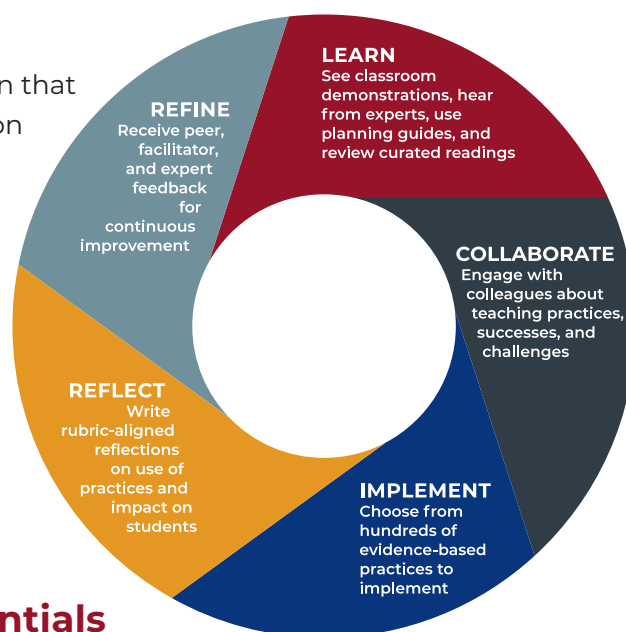 n that
on
LEARN
See classroom
demonstrations, hear
from experts, use
planning guides, and
review curated readings
COLLABORATE
Engage with
colleagues about
teaching practices,
successes, and
challenges
IMPLEMENT
Choose from
hundreds of
evidence-based
practices to
implement
REFLECT
Write
rubric-aligned
reflections
on use of
practices and
impact on
students
REFINE
Receive peer,
facilitator,
and expert
feedback
for
continuous
improvement
ntials